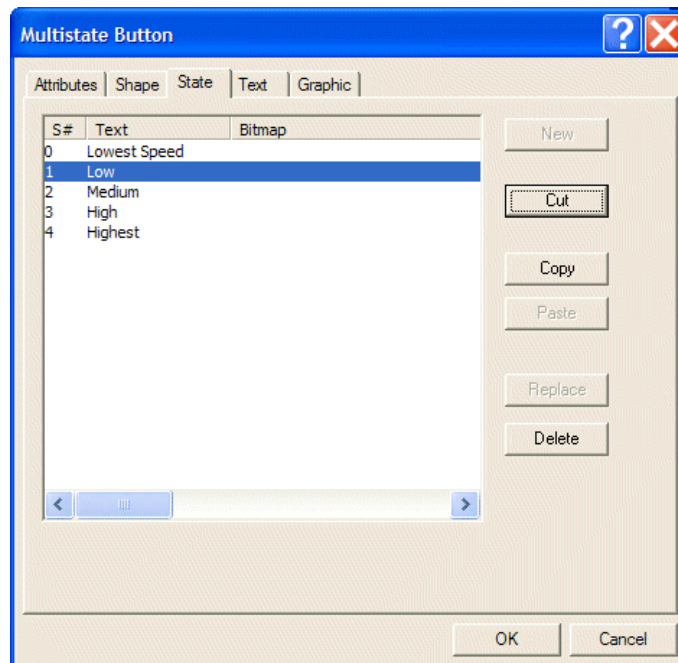 Multistate Button
Attributes Shape State Text Graphic
S# Text Bitmap
0 Lowest Speed
1 Low
2 Medium
3 High
4 Highest
New
Cut
Copy
Paste
Replace
Delete
OK Cancel